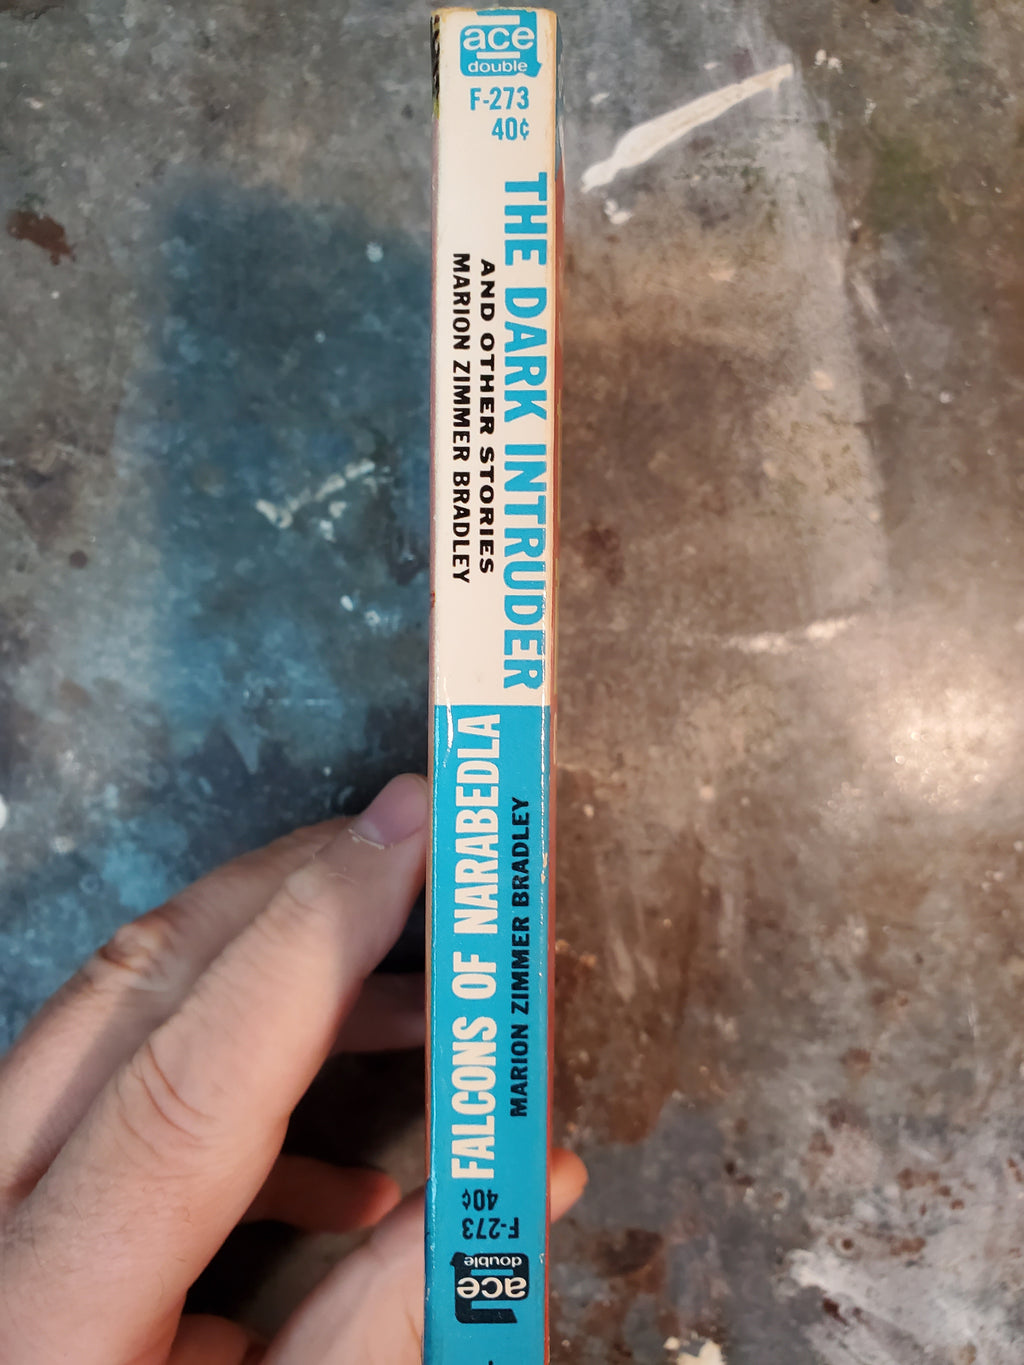 ace
double
F-273
40¢
THE DARK INTRUDER
AND OTHER STORIES
MARION ZIMMER BRADLEY
FALCONS OF NARABEDLA
MARION ZIMMER BRADLEY
40¢
F-273
double
ace